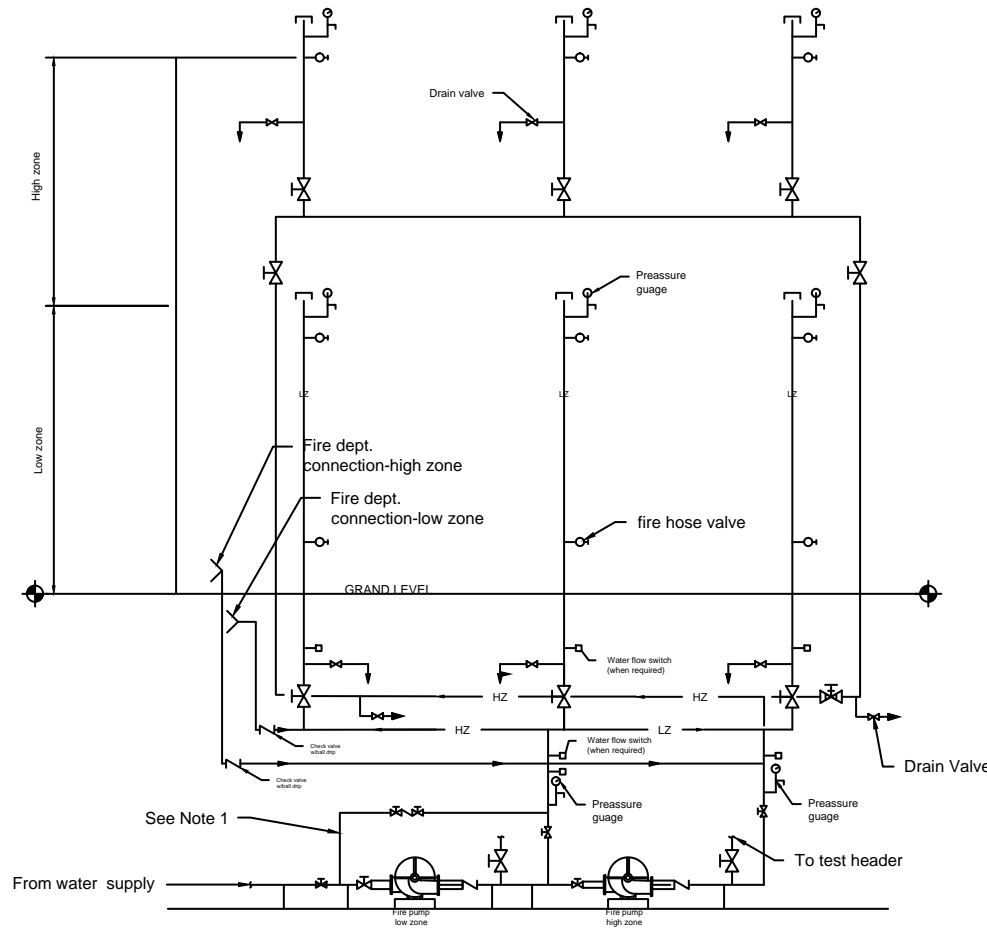 Drain valve
High zone
Preassure
guage
LZ
LZ
LZ
Low zone
Fire dept.
connection-high zone
Fire dept.
connection-low zone
fire hose valve
GRAND LEVEL
Water flow switch
(when required)
HZ
HZ
HZ
LZ
Check valve
w/ball drip
Water flow switch
(when required)
Check valve
w/ball drip
Drain Valve
Preassure
guage
Preassure
guage
See Note 1
To test header
From water supply
Fire pump
low zone
Fire pump
high zone